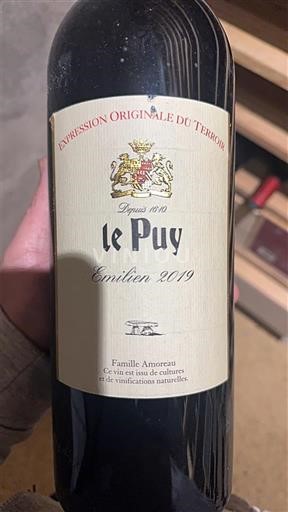 EXPRESSION ORIGINALE DU TERROIR
Depuis 1610
le Puy
VINIOU
Emilien 2019
Famille Amoreau
Ce vin est issu de cultures
et de vinifications naturelles.